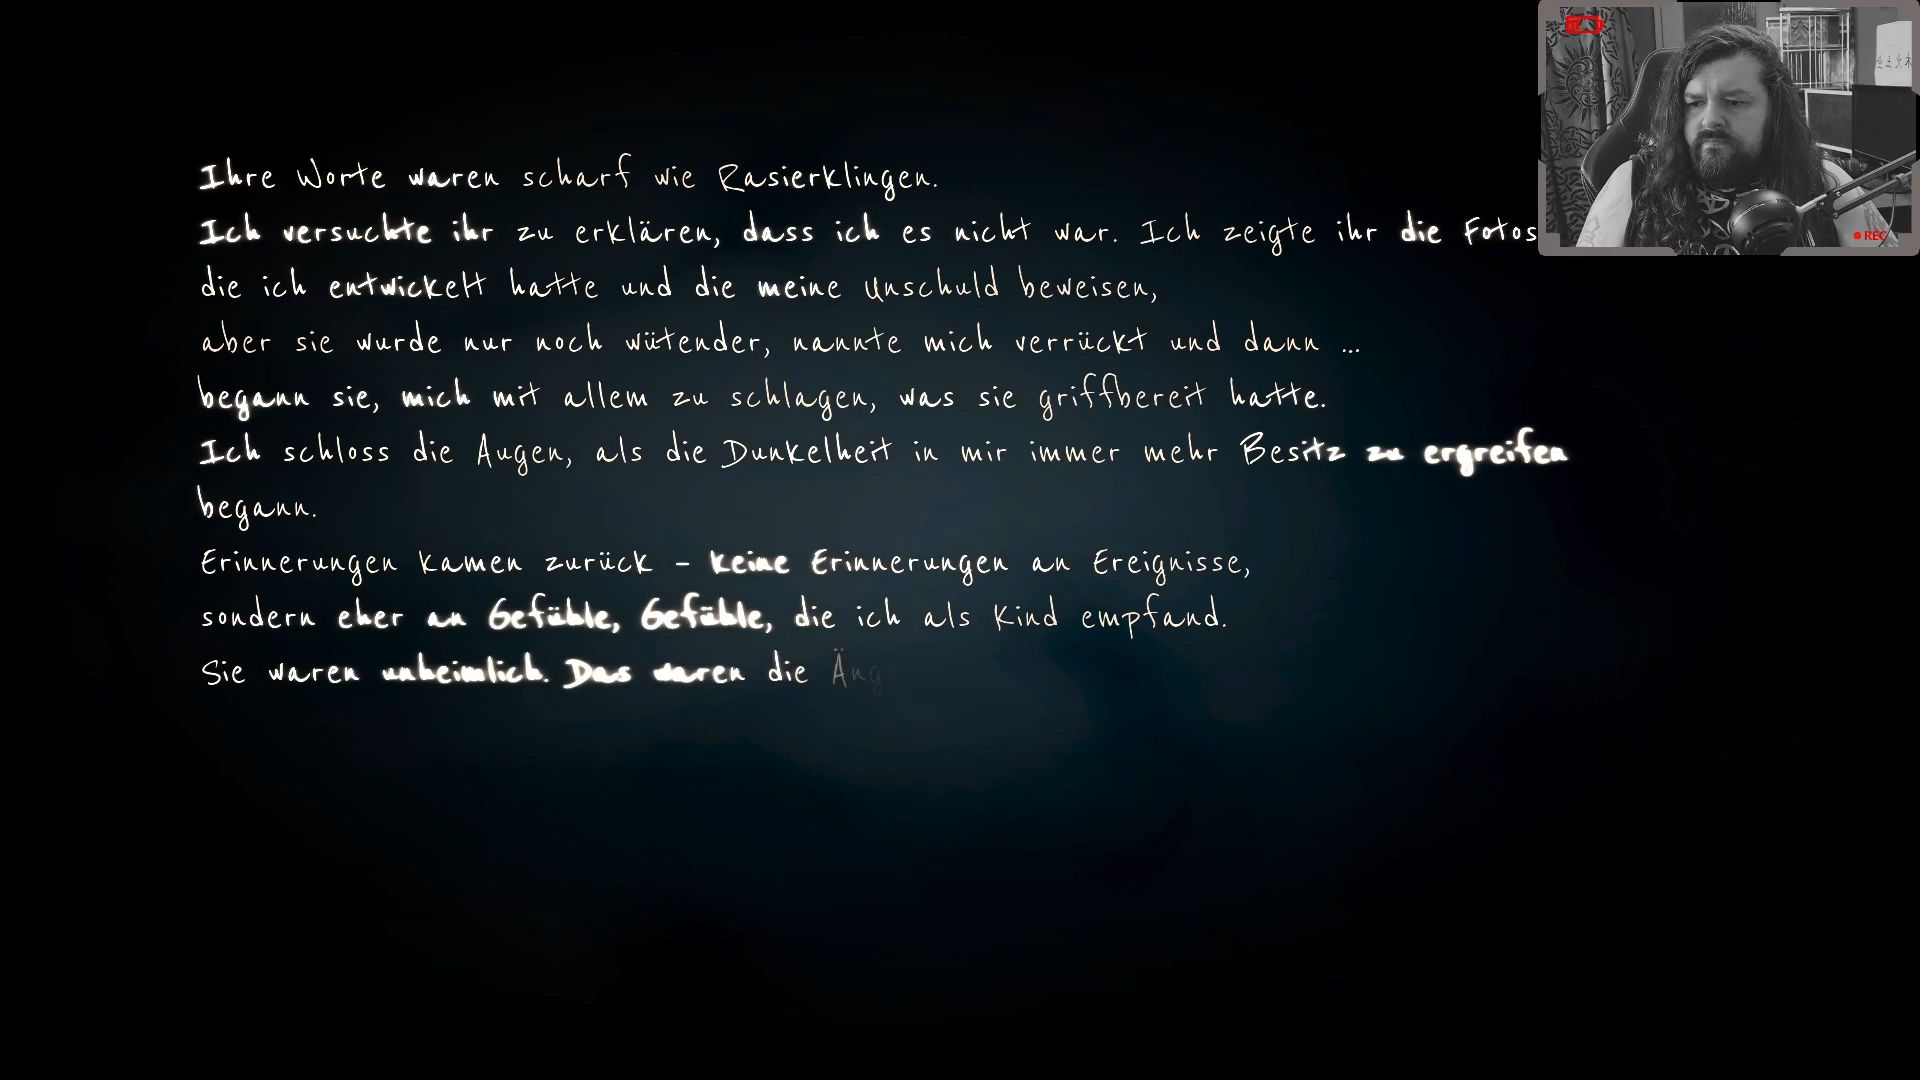 Ihre Worte waren scharf wie Rasierklingen.
Ich versuchte ihr zu erklären, dass ich es nicht war. Ich zeigte ihr die Fotos
die ich entwickelt hatte und die meine Unschuld beweisen,
aber sie wurde nur noch wütender, nannte mich verrückt und dann ...
begann sie, mich mit allem zu schlagen, was sie griffbereit hatte.
Ich schloss die Augen, als die Dunkelheit in mir immer mehr Besitz zu ergreifen
begann.
Erinnerungen kamen zurück – keine Erinnerungen an Ereignisse,
sondern eher an Gefühle, Gefühle, die ich als Kind empfand.
Sie waren unheimlich. Das waren die Äng
REC